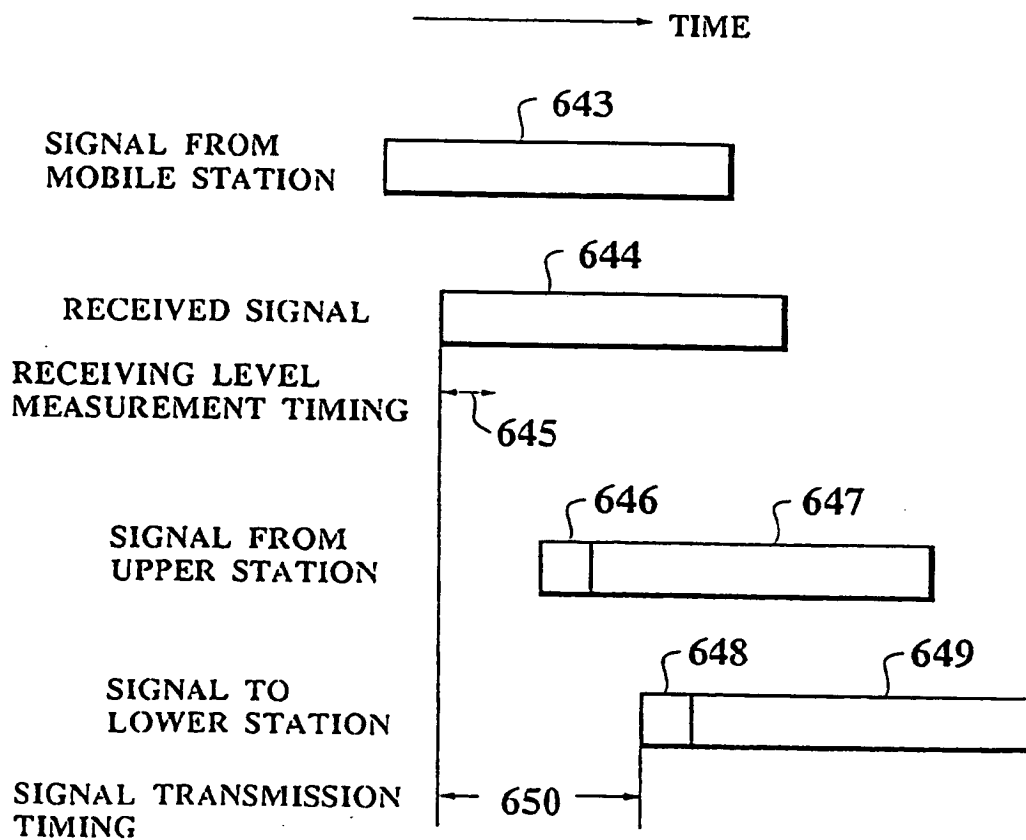 TIME
643
SIGNAL FROM
MOBILE STATION
644
RECEIVED SIGNAL
RECEIVING LEVEL
MEASUREMENT TIMING
645
646
647
SIGNAL FROM
UPPER STATION
648
649
SIGNAL TO
LOWER STATION
650
SIGNAL TRANSMISSION
TIMING